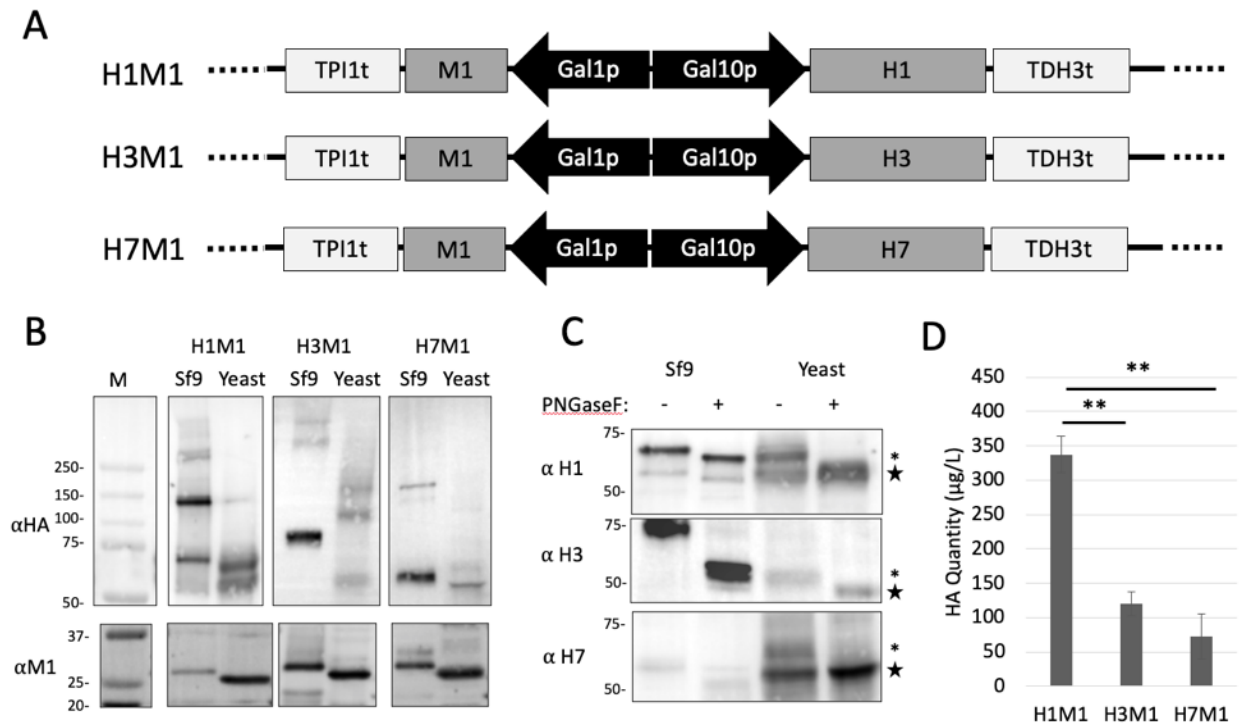 A
H1M1 TPI1t M1 Gal1p Gal10p H1 TDH3t
H3M1 TPI1t M1 Gal1p Gal10p H3 TDH3t
H7M1 TPI1t M1 Gal1p Gal10p H7 TDH3t
B
H1M1 H3M1 H7M1
M Sf9 Yeast Sf9 Yeast Sf9 Yeast
250-
150-
100-
αHA
75-
50-
37-
αM1
25-
20-
C
Sf9 Yeast
PNGaseF: - + - +
75-
α H1 * ★
50-
75-
α H3
50- * ★
75-
α H7 * ★
50-
D
HA Quantity (µg/L)
450
400
350
300
250
200
150
100
50
0
**
**
H1M1 H3M1 H7M1